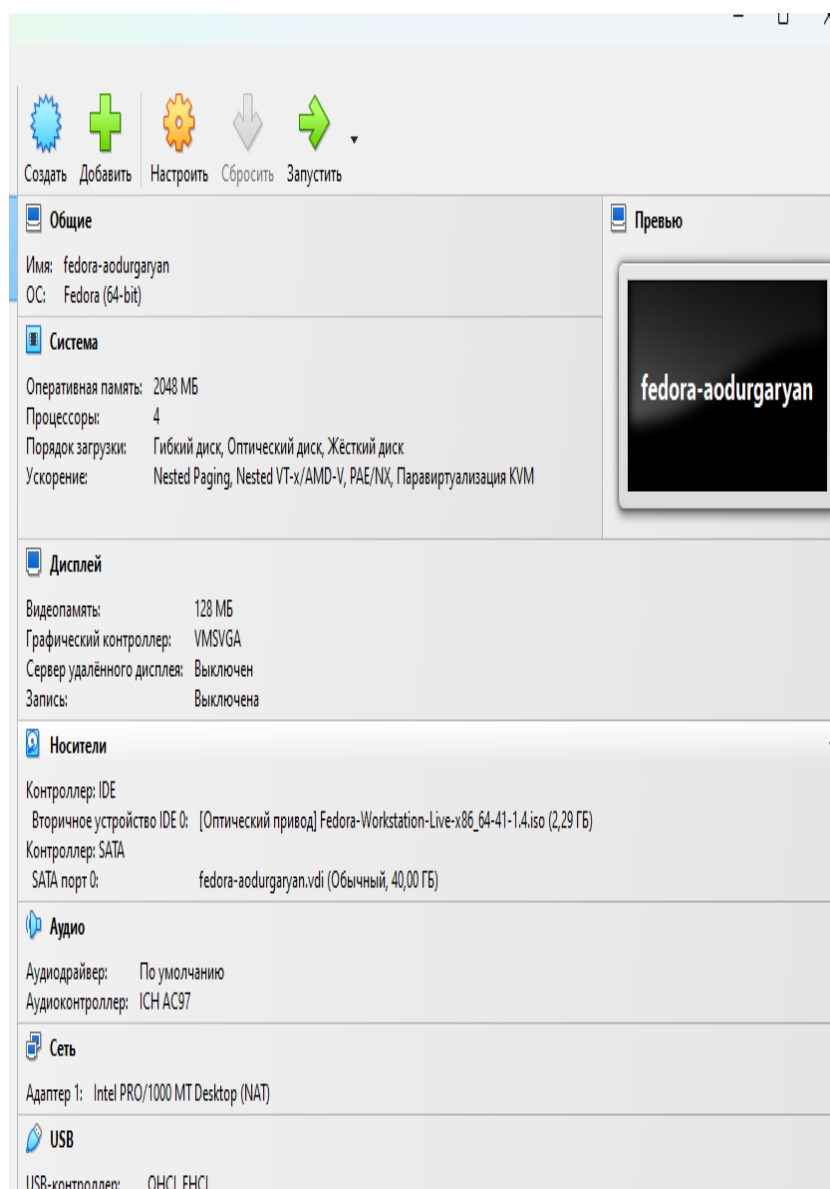 Создать Добавить Настроить Сбросить Запустить
Общие
Имя: fedora-aodurgaryan
ОС: Fedora (64-bit)
Превью
fedora-aodurgaryan
Система
Оперативная память: 2048 МБ
Процессоры: 4
Порядок загрузки: Гибкий диск, Оптический диск, Жёсткий диск
Ускорение: Nested Paging, Nested VT-x/AMD-V, PAE/NX, Паравиртуализация KVM
Дисплей
Видеопамять: 128 МБ
Графический контроллер: VMSVGA
Сервер удалённого дисплея: Выключен
Запись: Выключена
Носители
Контроллер: IDE
Вторичное устройство IDE 0: [Оптический привод] Fedora-Workstation-Live-x86_64-41-1.4.iso (2,29 ГБ)
Контроллер: SATA
SATA порт 0: fedora-aodurgaryan.vdi (Обычный, 40,00 ГБ)
Аудио
Аудиодрайвер: По умолчанию
Аудиоконтроллер: ICH AC97
Сеть
Адаптер 1: Intel PRO/1000 MT Desktop (NAT)
USB
USB-контроллер: OHCI, EHCI